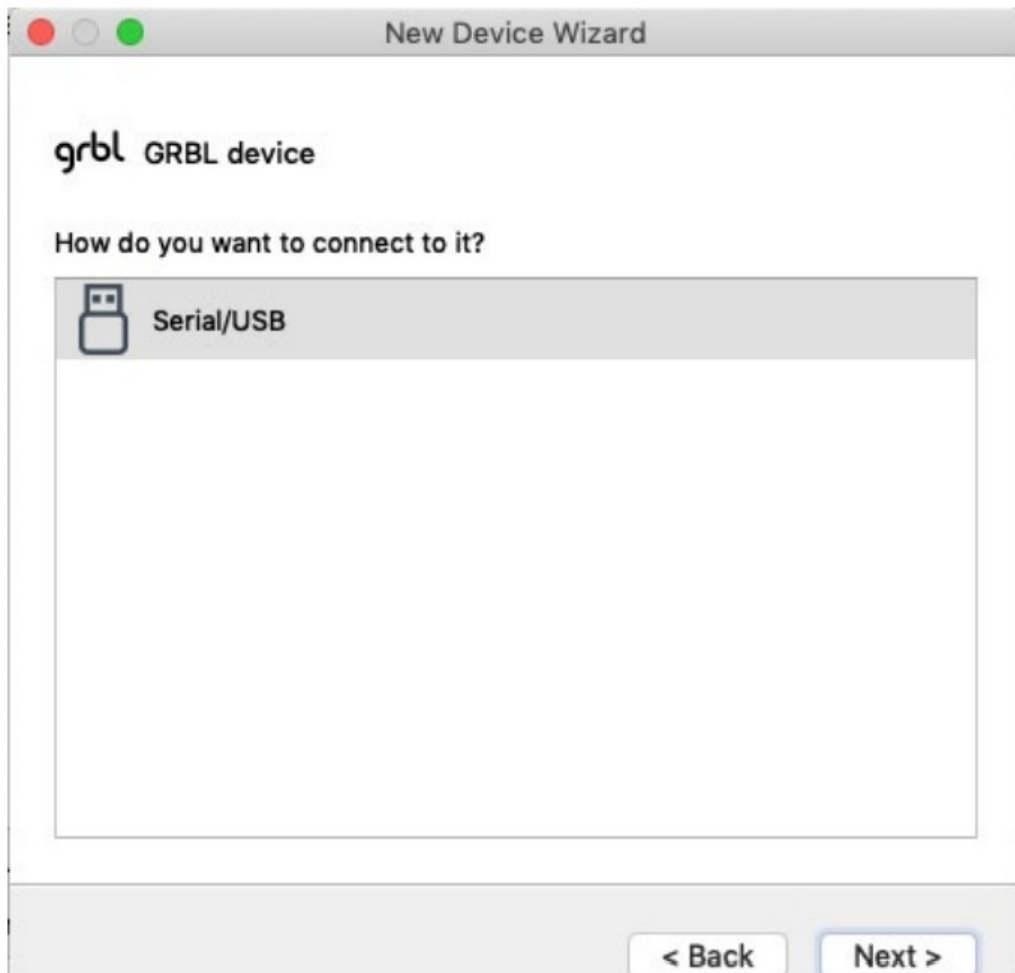 New Device Wizard
grbl GRBL device
How do you want to connect to it?
Serial/USB
< Back Next >